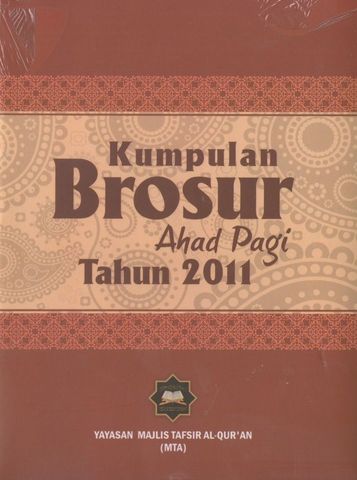 Kumpulan
Brosur
Ahad Pagi
Tahun 2011
YAYASAN MAJLIS TAFSIR AL-QUR'AN
(MTA)